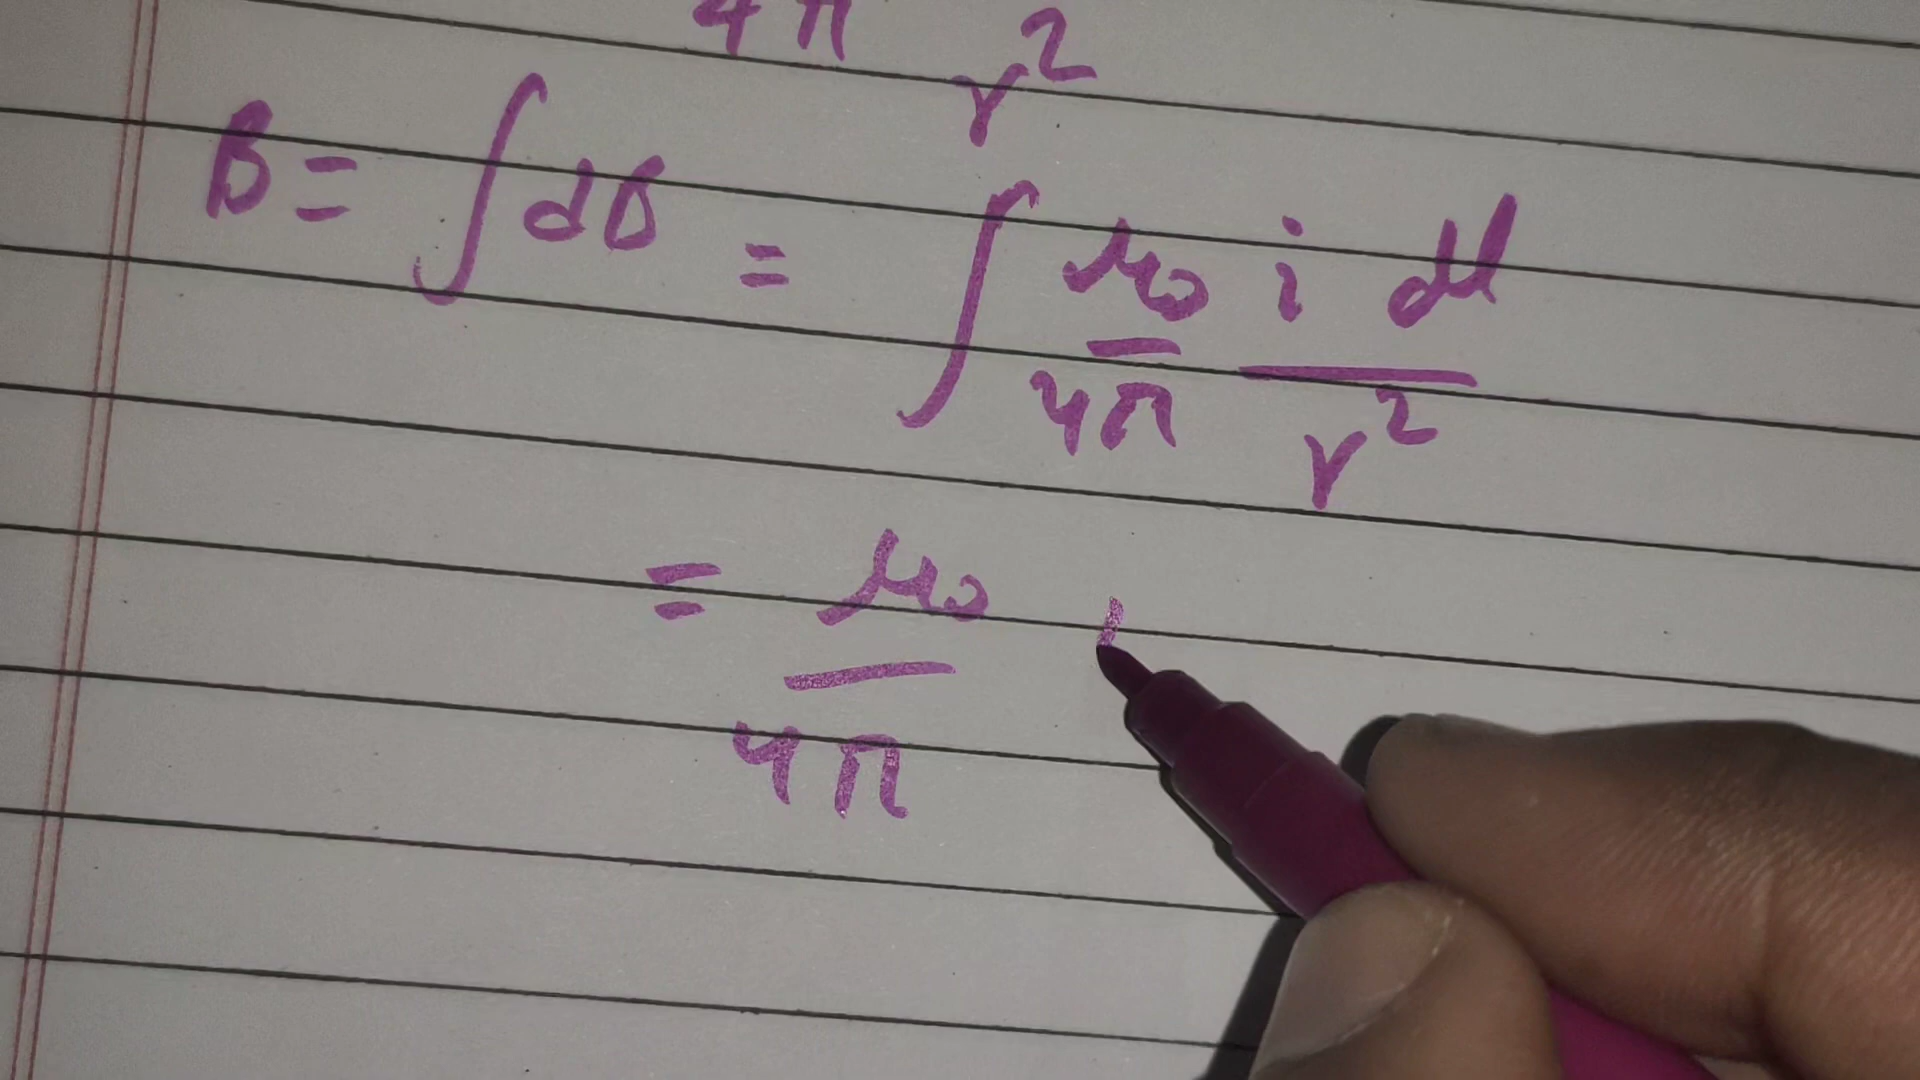 4π r²
B = ∫ dB = ∫ μ₀/4π i dl/r²
= μ₀/4π i